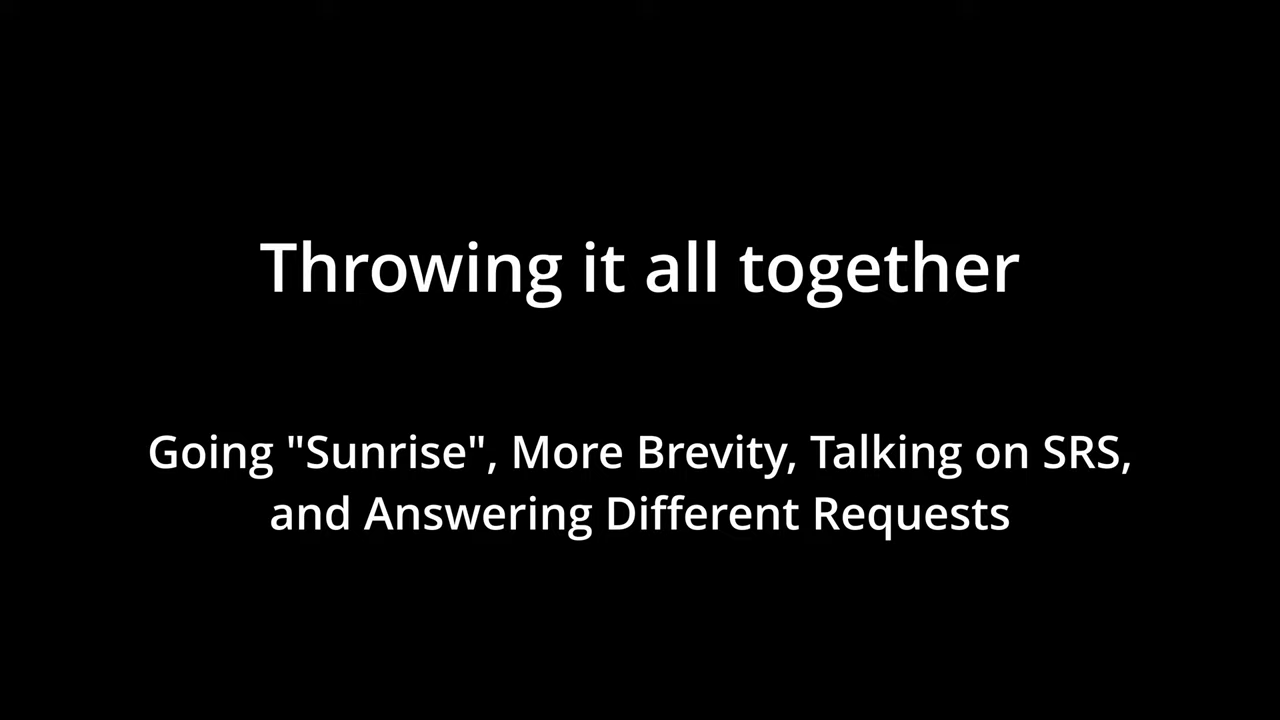 Throwing it all together
Going "Sunrise", More Brevity, Talking on SRS,
and Answering Different Requests